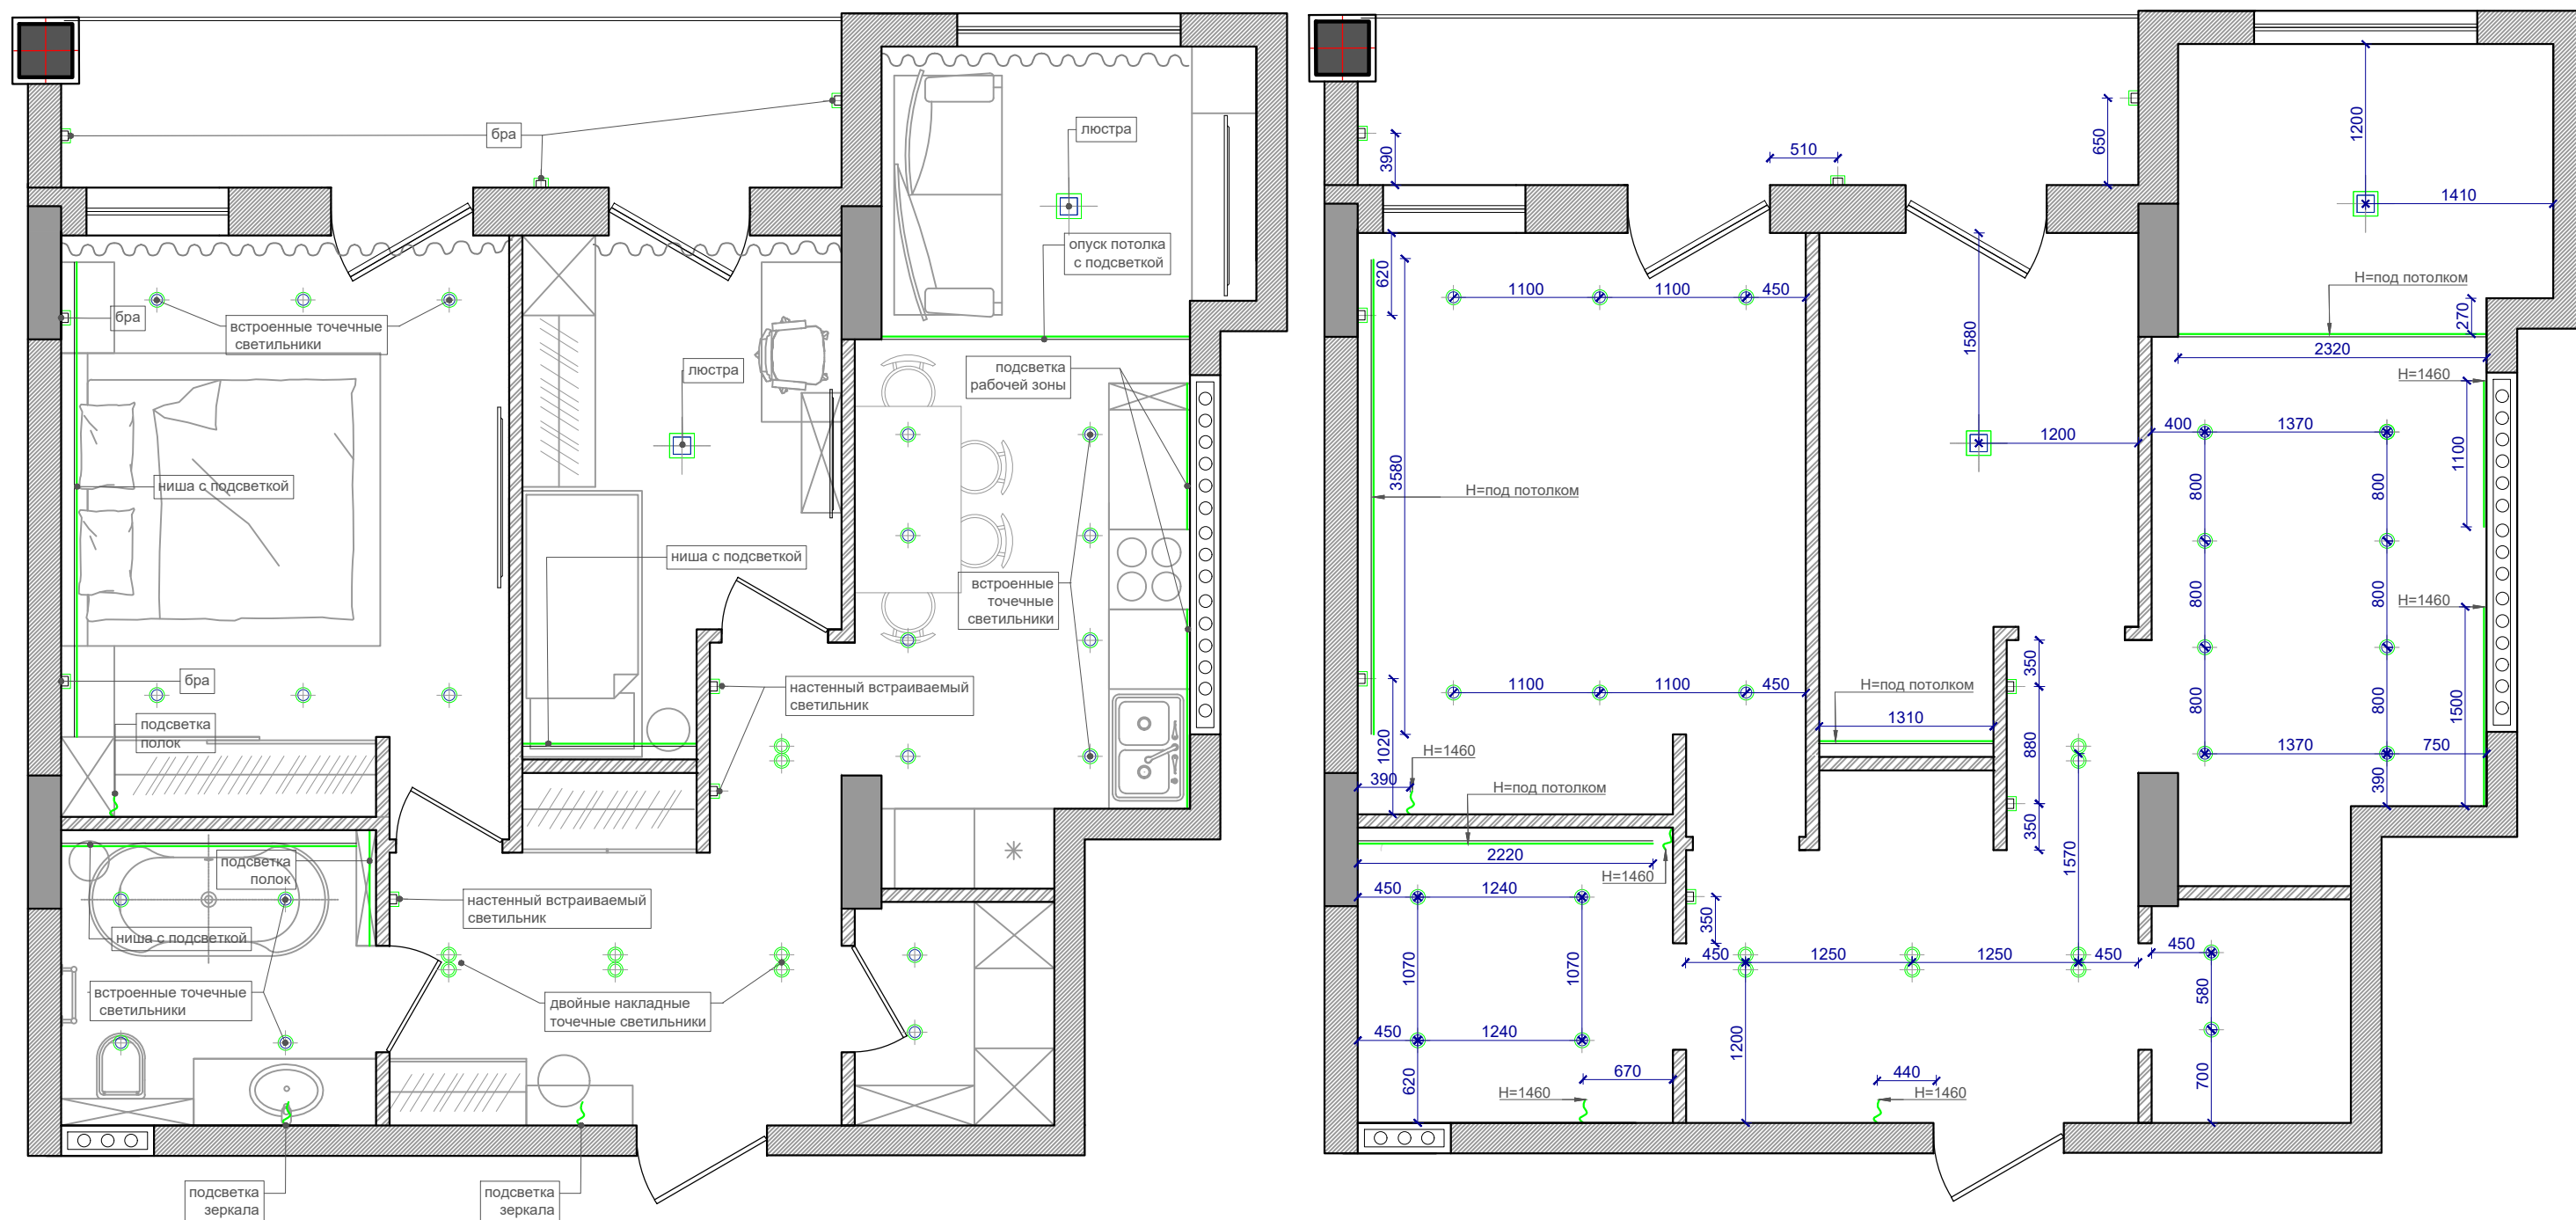 бра
люстра
опуск потолка
с подсветкой
бра
встроенные точечные
светильники
люстра
подсветка
рабочей зоны
ниша с подсветкой
ниша с подсветкой
встроенные
точечные
светильники
бра
настенный встраиваемый
светильник
подсветка
полок
подсветка
полок
настенный встраиваемый
светильник
ниша с подсветкой
встроенные точечные
светильники
двойные накладные
точечные светильники
подсветка
зеркала
подсветка
зеркала
390
510
650
1200
1410
620
1100
1100
450
1580
H=под потолком
270
2320
H=1460
400
1370
1100
1200
3580
H=под потолком
800
800
800
800
H=1460
1100
1100
450
H=под потолком
1310
350
880
350
800
800
1500
1370
750
390
1020
H=1460
390
H=под потолком
2220
H=1460
1570
450
1240
350
1070
1070
450
1250
1250
450
450
580
450
1240
1200
620
670
440
700
H=1460
H=1460